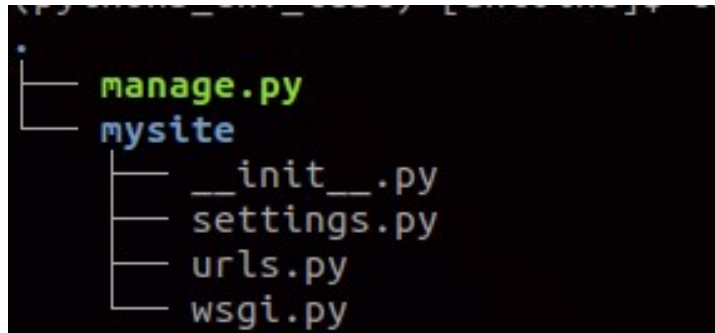 .
├── manage.py
└── mysite
    ├── __init__.py
    ├── settings.py
    ├── urls.py
    └── wsgi.py